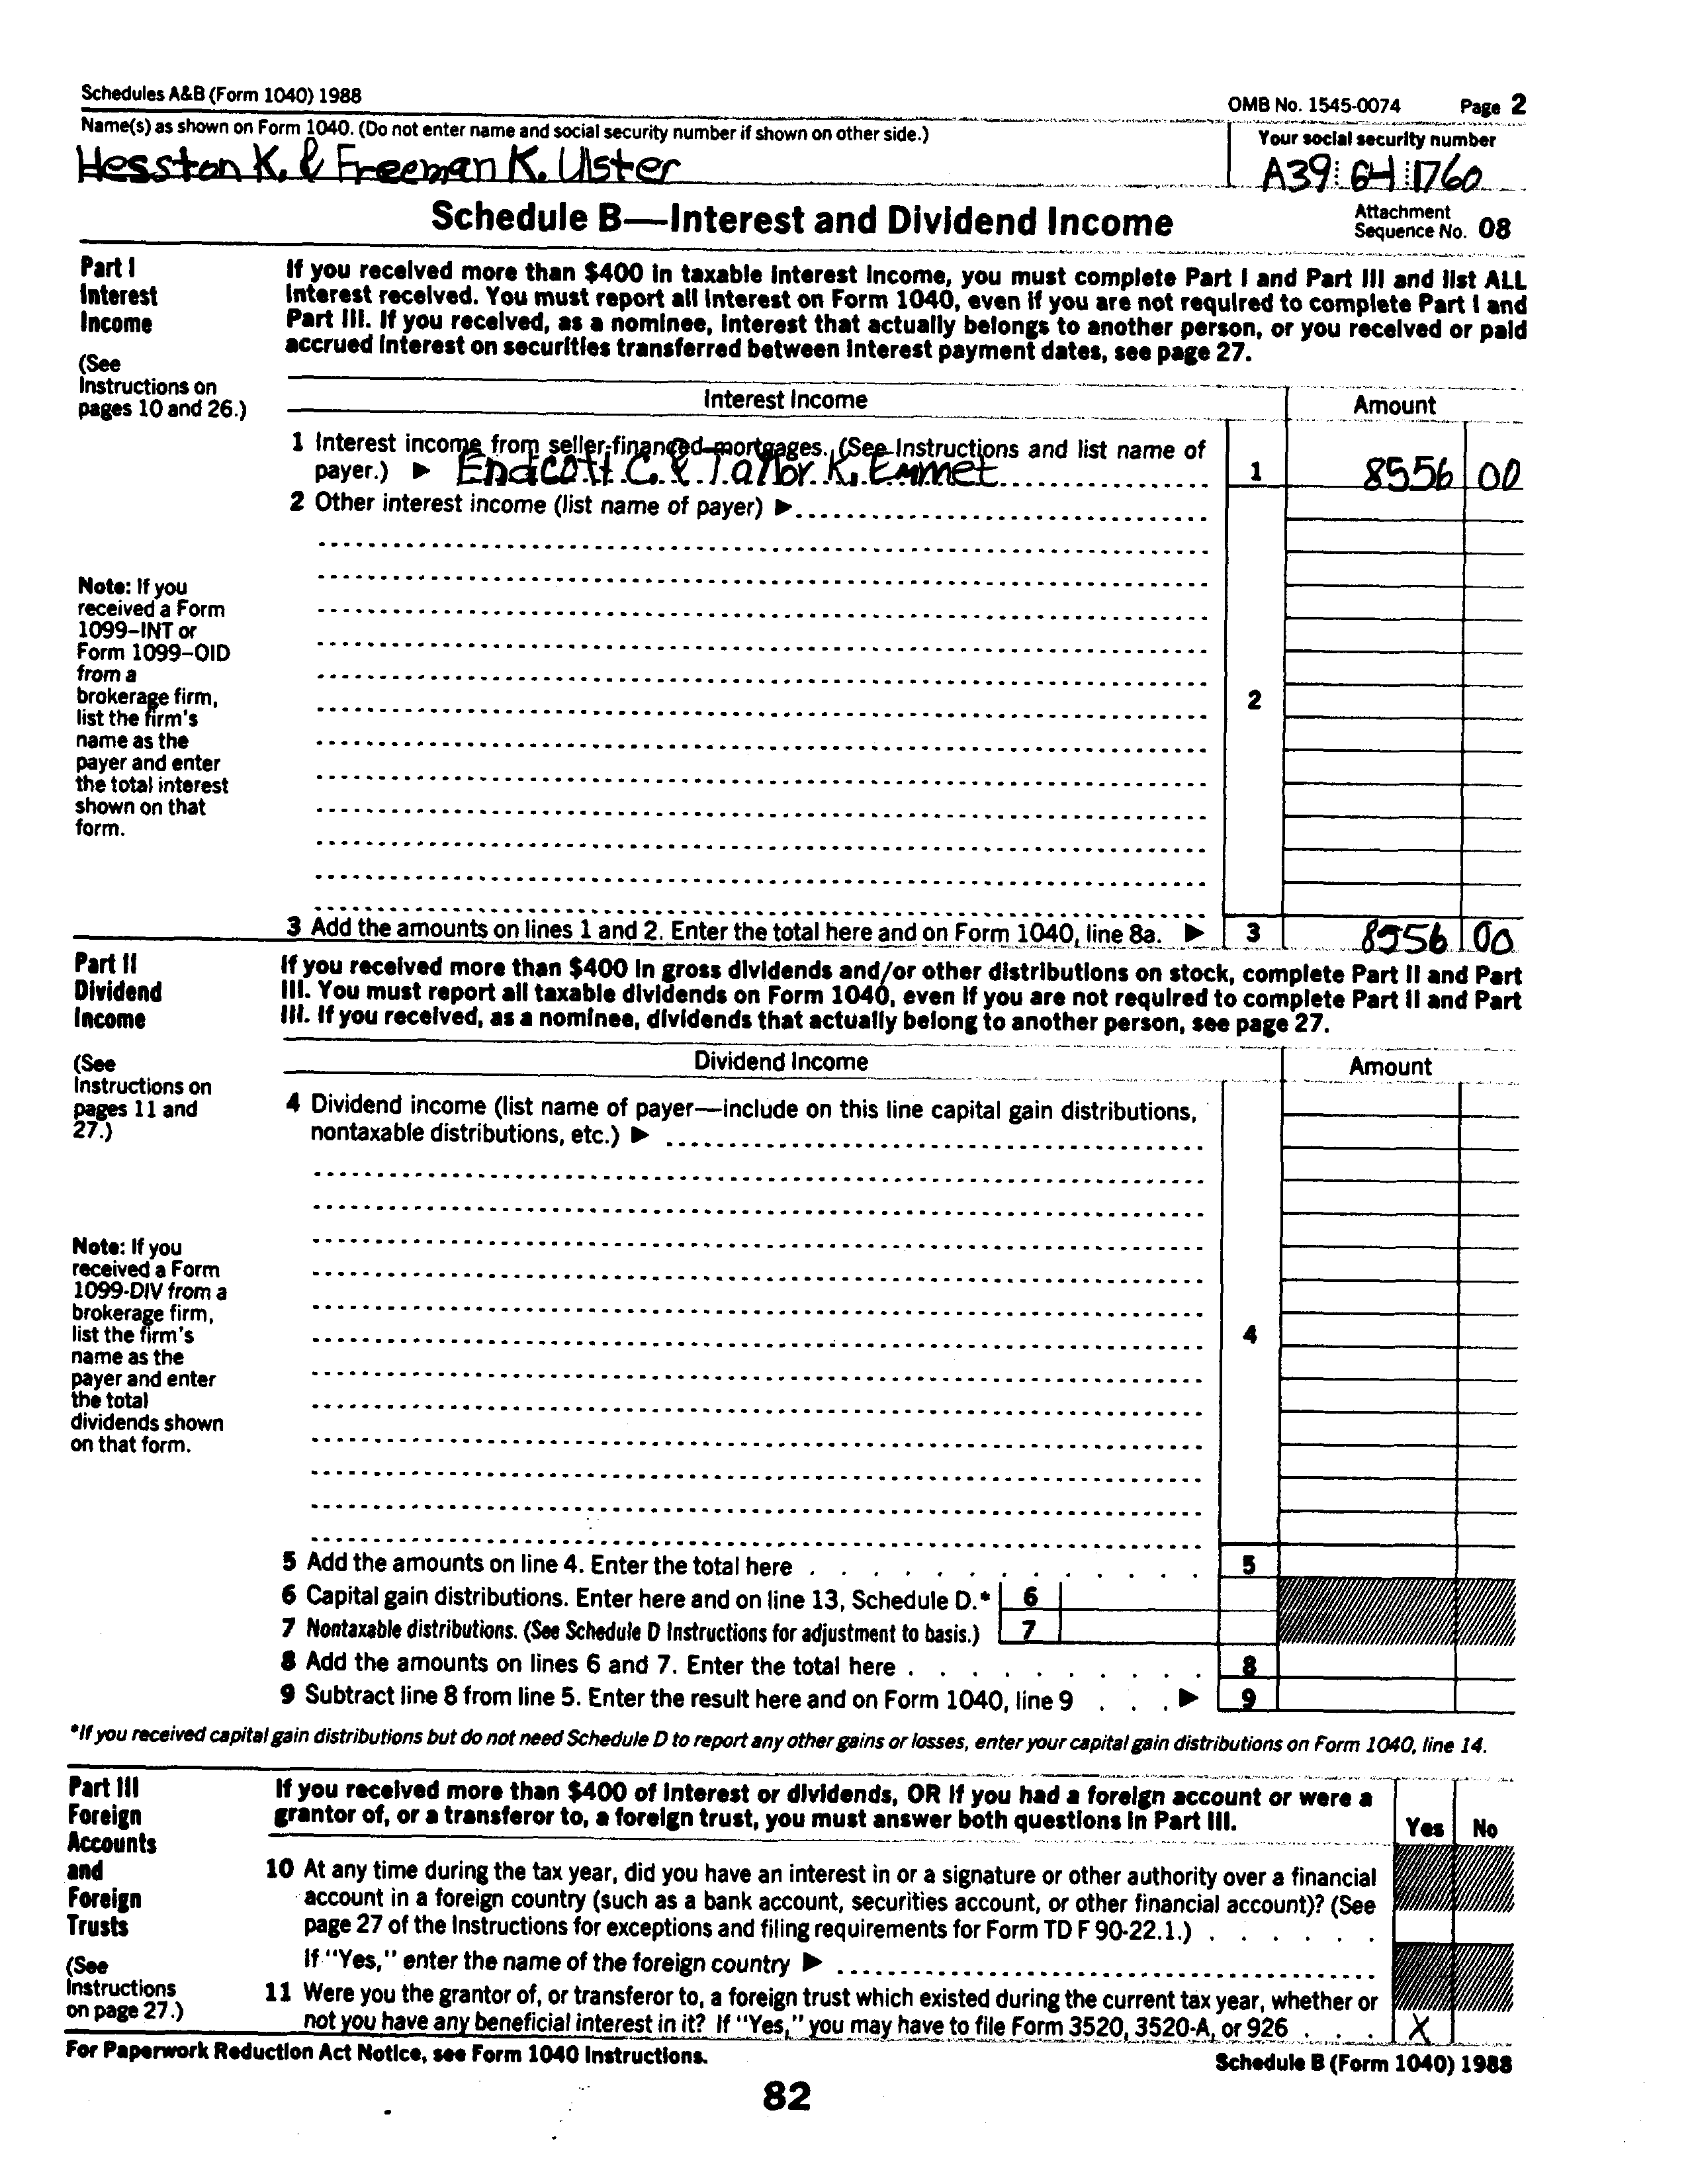 Schedules A&B (Form 1040) 1988
OMB No. 1545-0074 Page 2
Name(s) as shown on Form 1040. (Do not enter name and social security number if shown on other side.)
Your social security number
Hesston K. & Freeman K. Ulster
A39 64 1760
Schedule B—Interest and Dividend Income
Attachment
Sequence No. 08
Part I
Interest
Income
(See
Instructions on
pages 10 and 26.)
If you received more than $400 in taxable interest income, you must complete Part I and Part III and list ALL
interest received. You must report all interest on Form 1040, even if you are not required to complete Part I and
Part III. If you received, as a nominee, interest that actually belongs to another person, or you received or paid
accrued interest on securities transferred between interest payment dates, see page 27.
Interest Income
Amount
1 Interest income from seller-financed mortgages. (See Instructions and list name of
payer.) ▶ Endcott C. & Tallor K. Emmet
1 8556 00
2 Other interest income (list name of payer) ▶
Note: If you
received a Form
1099–INT or
Form 1099–OID
from a
brokerage firm,
list the firm's
name as the
payer and enter
the total interest
shown on that
form.
2
3 Add the amounts on lines 1 and 2. Enter the total here and on Form 1040, line 8a. ▶ 3 8556 00
Part II
Dividend
Income
(See
Instructions on
pages 11 and
27.)
If you received more than $400 in gross dividends and/or other distributions on stock, complete Part II and Part
III. You must report all taxable dividends on Form 1040, even if you are not required to complete Part II and Part
III. If you received, as a nominee, dividends that actually belong to another person, see page 27.
Dividend Income
Amount
4 Dividend income (list name of payer—include on this line capital gain distributions,
nontaxable distributions, etc.) ▶
Note: If you
received a Form
1099-DIV from a
brokerage firm,
list the firm's
name as the
payer and enter
the total
dividends shown
on that form.
4
5 Add the amounts on line 4. Enter the total here 5
6 Capital gain distributions. Enter here and on line 13, Schedule D.* 6
7 Nontaxable distributions. (See Schedule D Instructions for adjustment to basis.) 7
8 Add the amounts on lines 6 and 7. Enter the total here 8
9 Subtract line 8 from line 5. Enter the result here and on Form 1040, line 9 ▶ 9
*If you received capital gain distributions but do not need Schedule D to report any other gains or losses, enter your capital gain distributions on Form 1040, line 14.
Part III
Foreign
Accounts
and
Foreign
Trusts
(See
Instructions
on page 27.)
If you received more than $400 of interest or dividends, OR if you had a foreign account or were a
grantor of, or a transferor to, a foreign trust, you must answer both questions in Part III.
Yes No
10 At any time during the tax year, did you have an interest in or a signature or other authority over a financial
account in a foreign country (such as a bank account, securities account, or other financial account)? (See
page 27 of the Instructions for exceptions and filing requirements for Form TD F 90-22.1.)
If "Yes," enter the name of the foreign country ▶
11 Were you the grantor of, or transferor to, a foreign trust which existed during the current tax year, whether or
not you have any beneficial interest in it? If "Yes," you may have to file Form 3520, 3520-A, or 926 X
For Paperwork Reduction Act Notice, see Form 1040 Instructions.
Schedule B (Form 1040) 1988
82